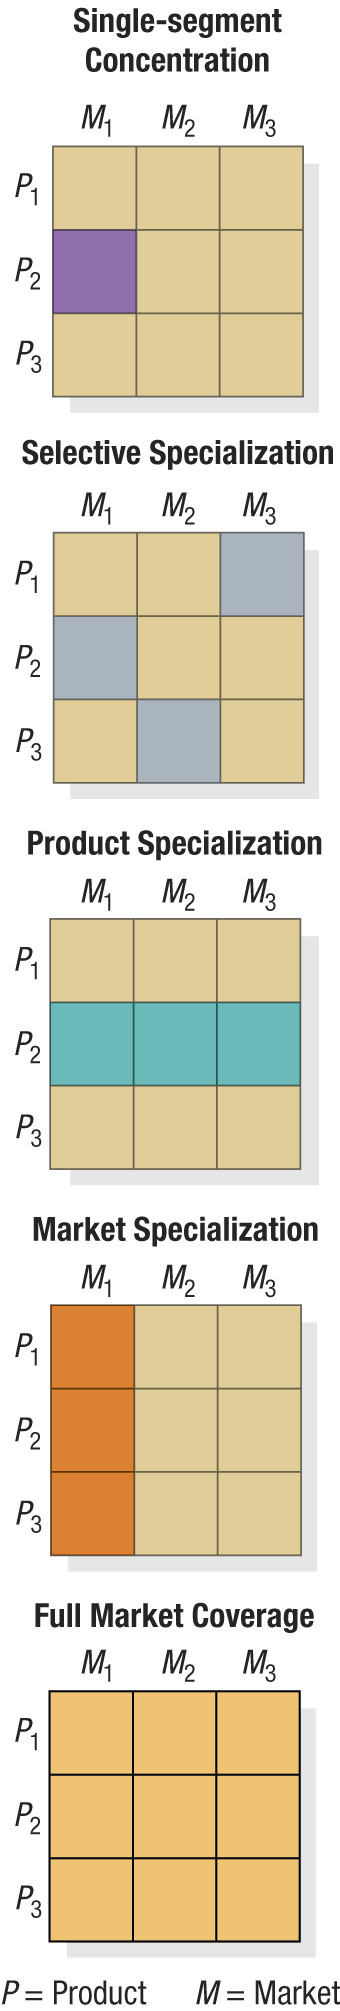 Single-segment
Concentration
M1 M2 M3
P1
P2
P3
Selective Specialization
M1 M2 M3
P1
P2
P3
Product Specialization
M1 M2 M3
P1
P2
P3
Market Specialization
M1 M2 M3
P1
P2
P3
Full Market Coverage
M1 M2 M3
P1
P2
P3
P = Product M = Market